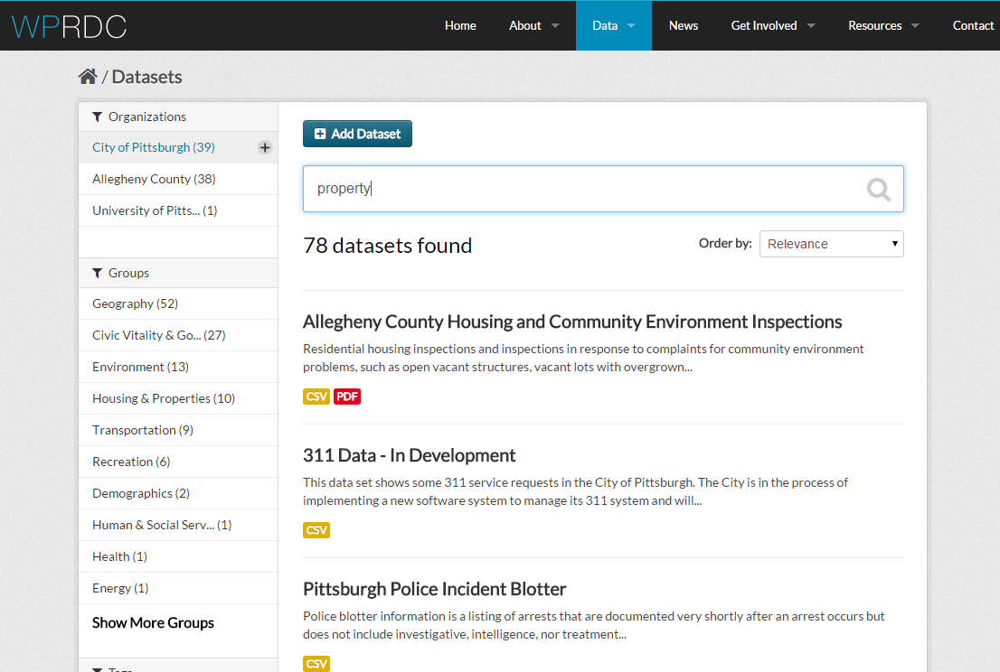 WPRDC
Home About Data News Get Involved Resources Contact
/ Datasets
Organizations
City of Pittsburgh (39)
Allegheny County (38)
University of Pitts... (1)
Groups
Geography (52)
Civic Vitality & Go... (27)
Environment (13)
Housing & Properties (10)
Transportation (9)
Recreation (6)
Demographics (2)
Human & Social Serv... (1)
Health (1)
Energy (1)
Show More Groups
Tags
Add Dataset
property
78 datasets found
Order by: Relevance
Allegheny County Housing and Community Environment Inspections
Residential housing inspections and inspections in response to complaints for community environment
problems, such as open vacant structures, vacant lots with overgrown...
CSV PDF
311 Data - In Development
This data set shows some 311 service requests in the City of Pittsburgh. The City is in the process of
implementing a new software system to manage its 311 system and will...
CSV
Pittsburgh Police Incident Blotter
Police blotter information is a listing of arrests that are documented very shortly after an arrest occurs but
does not include investigative, intelligence, nor treatment...
CSV